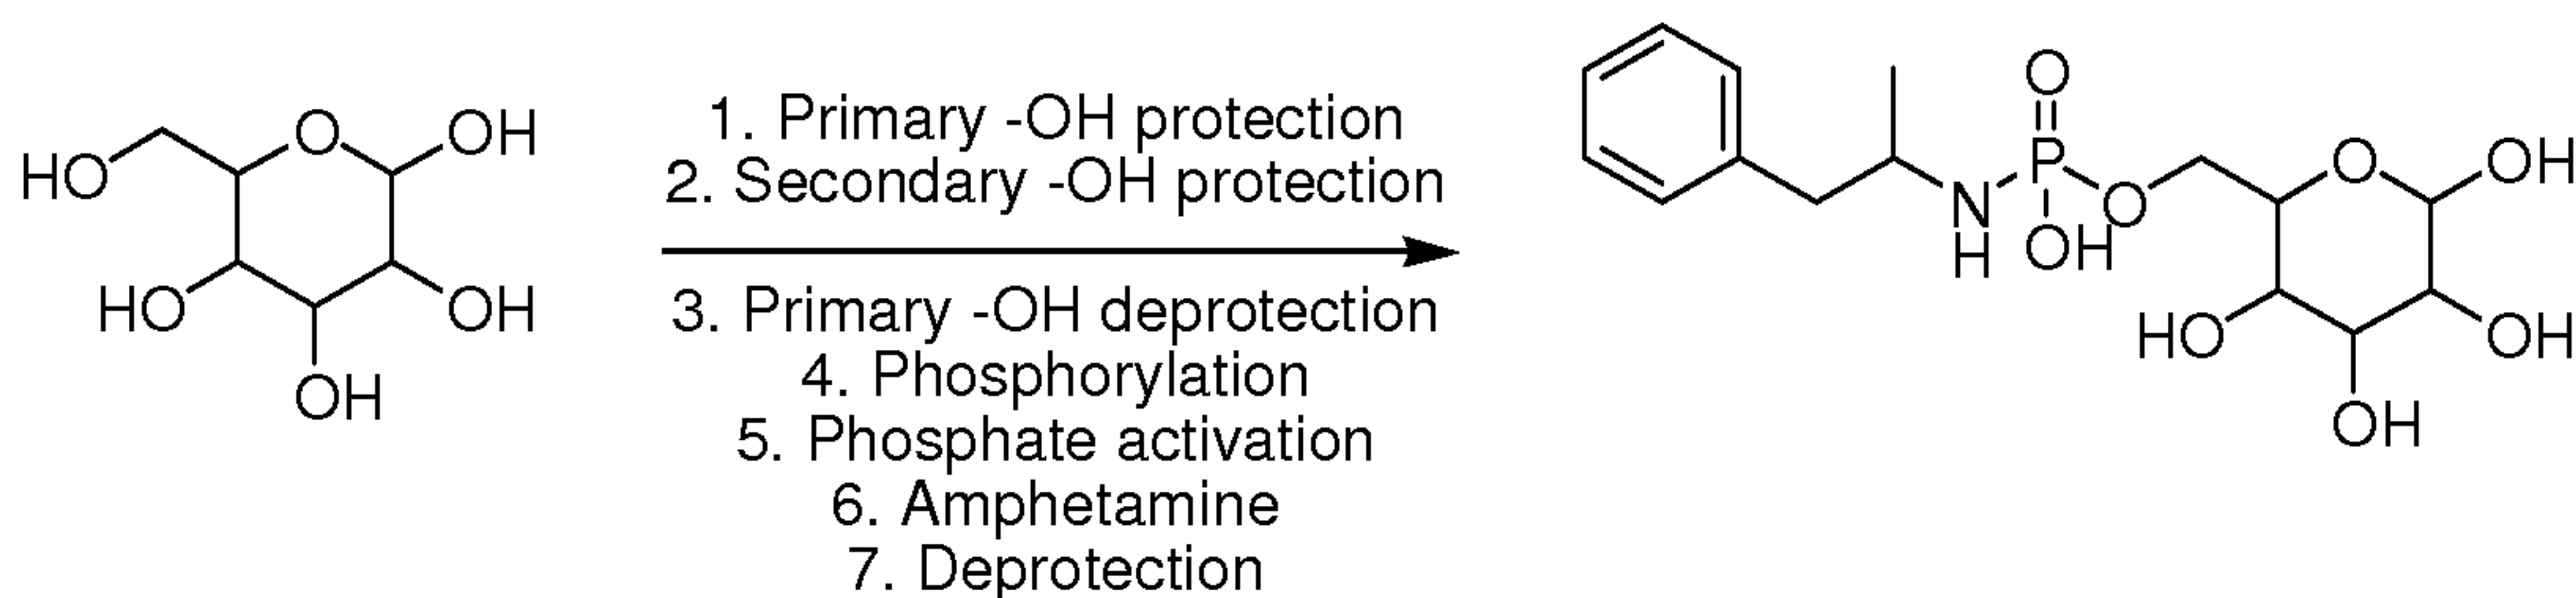 HO
O
OH
HO
OH
OH
1. Primary -OH protection
2. Secondary -OH protection
3. Primary -OH deprotection
4. Phosphorylation
5. Phosphate activation
6. Amphetamine
7. Deprotection
O
P
N
H
OH
O
O
OH
HO
OH
OH